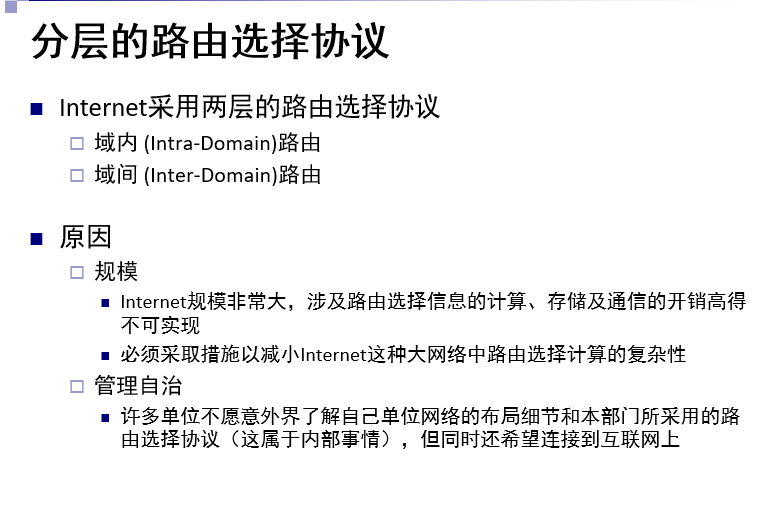 分层的路由选择协议
Internet采用两层的路由选择协议
域内 (Intra-Domain)路由
域间 (Inter-Domain)路由
原因
规模
Internet规模非常大，涉及路由选择信息的计算、存储及通信的开销高得
不可实现
必须采取措施以减小Internet这种大网络中路由选择计算的复杂性
管理自治
许多单位不愿意外界了解自己单位网络的布局细节和本部门所采用的路
由选择协议（这属于内部事情），但同时还希望连接到互联网上